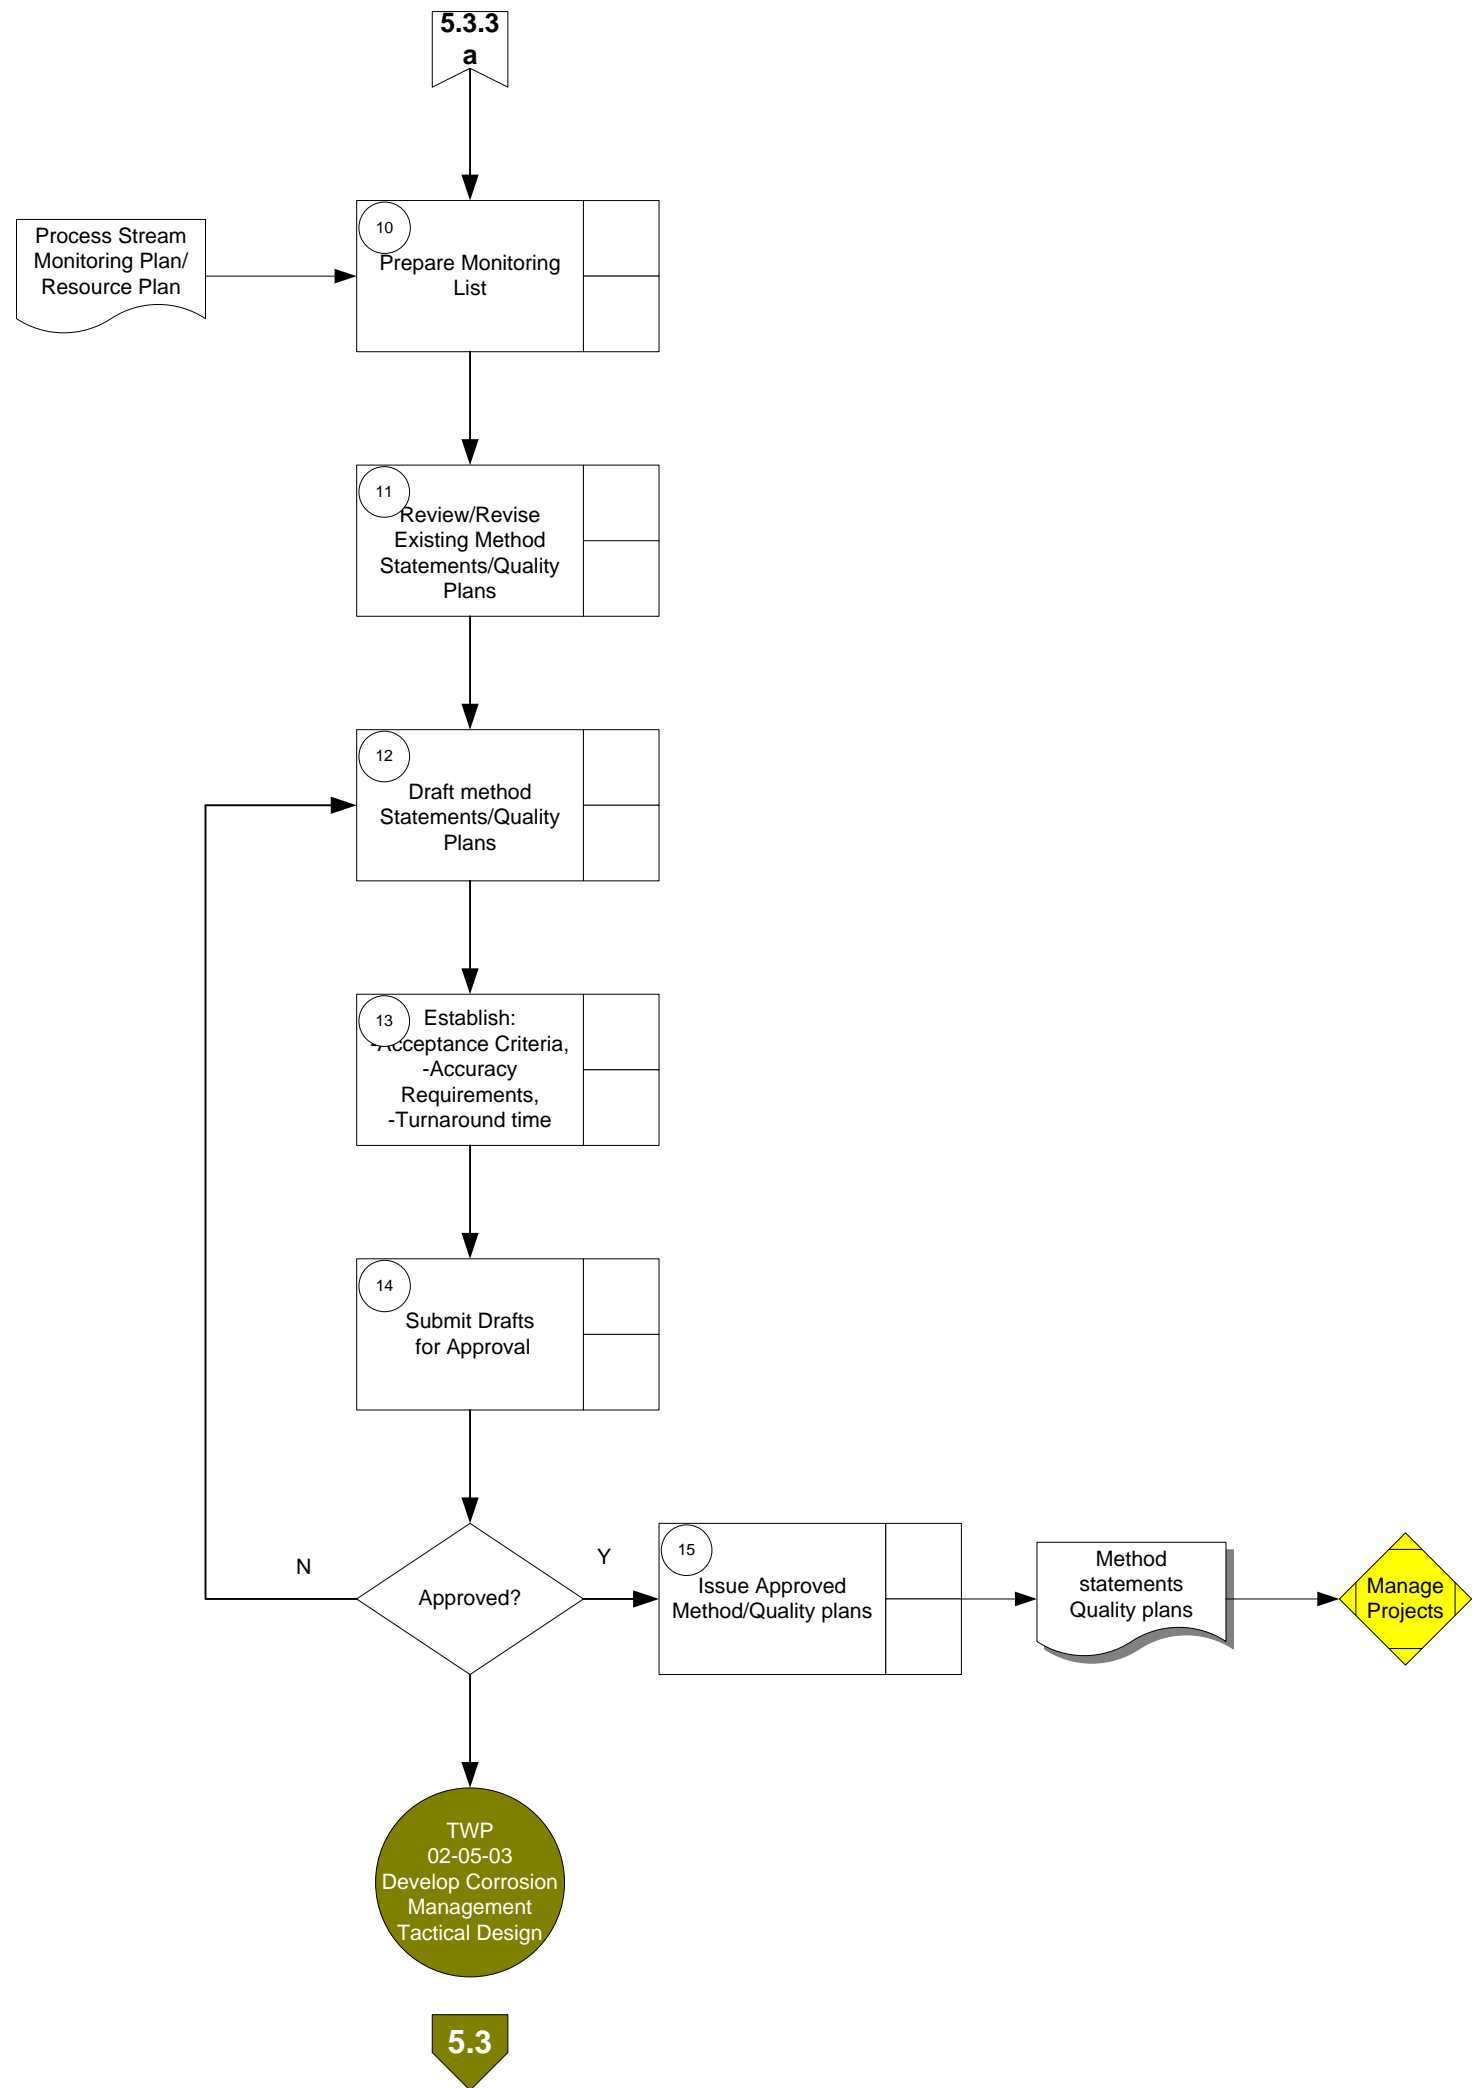 5.3.3
a
Process Stream
Monitoring Plan/
Resource Plan
10
Prepare Monitoring
List
11
Review/Revise
Existing Method
Statements/Quality
Plans
12
Draft method
Statements/Quality
Plans
13
Establish:
-Acceptance Criteria,
-Accuracy
Requirements,
-Turnaround time
14
Submit Drafts
for Approval
N
Approved?
Y
15
Issue Approved
Method/Quality plans
Method
statements
Quality plans
Manage
Projects
TWP
02-05-03
Develop Corrosion
Management
Tactical Design
5.3